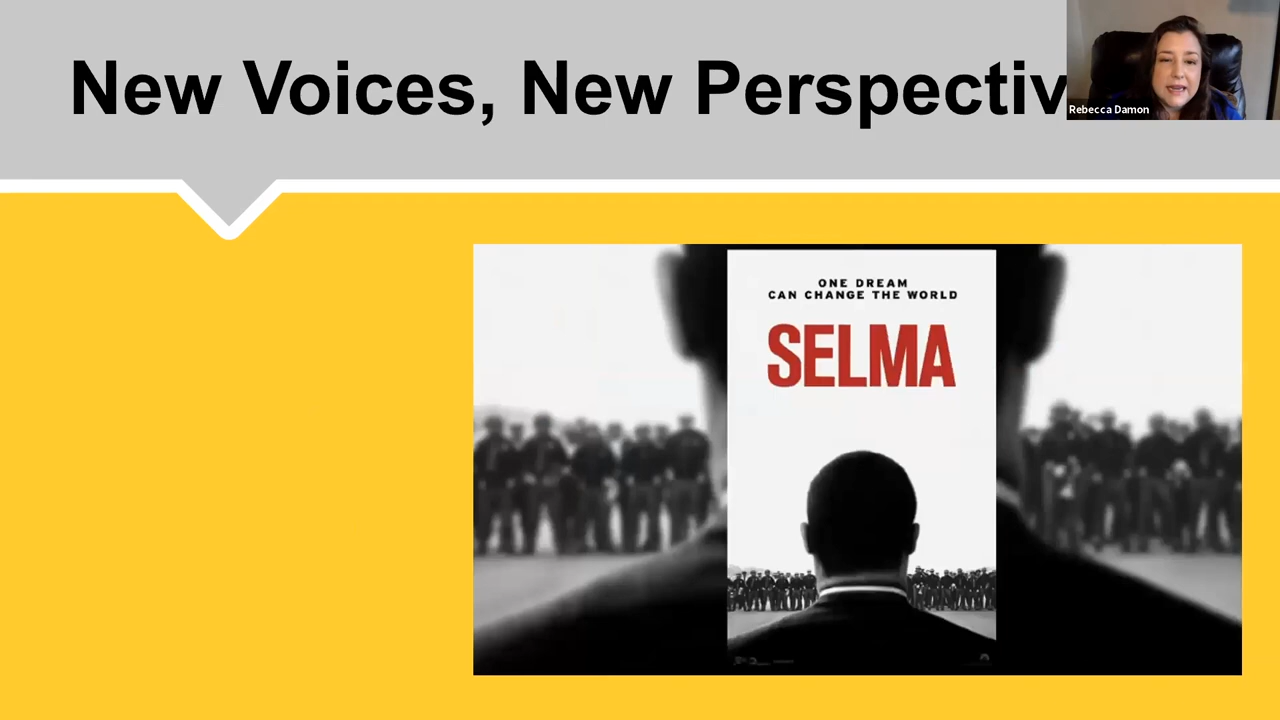 New Voices, New Perspectiv
Rebecca Damon
ONE DREAM
CAN CHANGE THE WORLD
SELMA